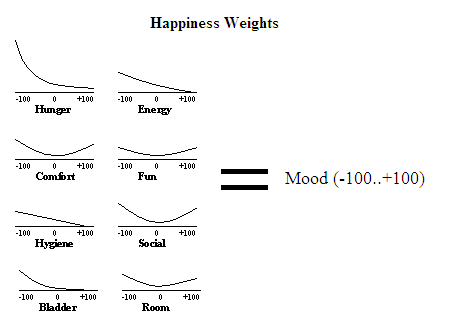 Happiness Weights
-100 0 +100
Hunger
-100 0 +100
Energy
-100 0 +100
Comfort
-100 0 +100
Fun
Mood (-100..+100)
-100 0 +100
Hygiene
-100 0 +100
Social
-100 0 +100
Bladder
-100 0 +100
Room